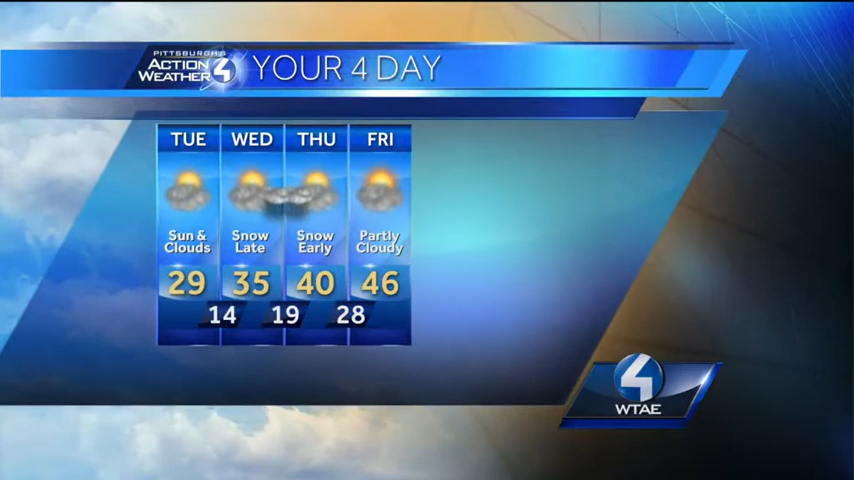 PITTSBURGH'S
ACTION
WEATHER 4
YOUR 4 DAY
TUE WED THU FRI
Sun & Clouds
Snow Late
Snow Early
Partly Cloudy
29 35 40 46
14 19 28
4
WTAE